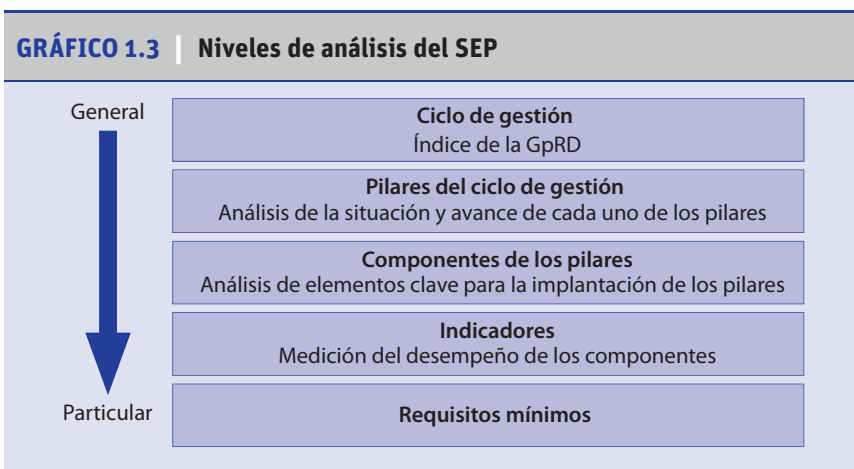 GRÁFICO 1.3 | Niveles de análisis del SEP
General
Ciclo de gestión
Índice de la GpRD
Pilares del ciclo de gestión
Análisis de la situación y avance de cada uno de los pilares
Componentes de los pilares
Análisis de elementos clave para la implantación de los pilares
Indicadores
Medición del desempeño de los componentes
Particular
Requisitos mínimos